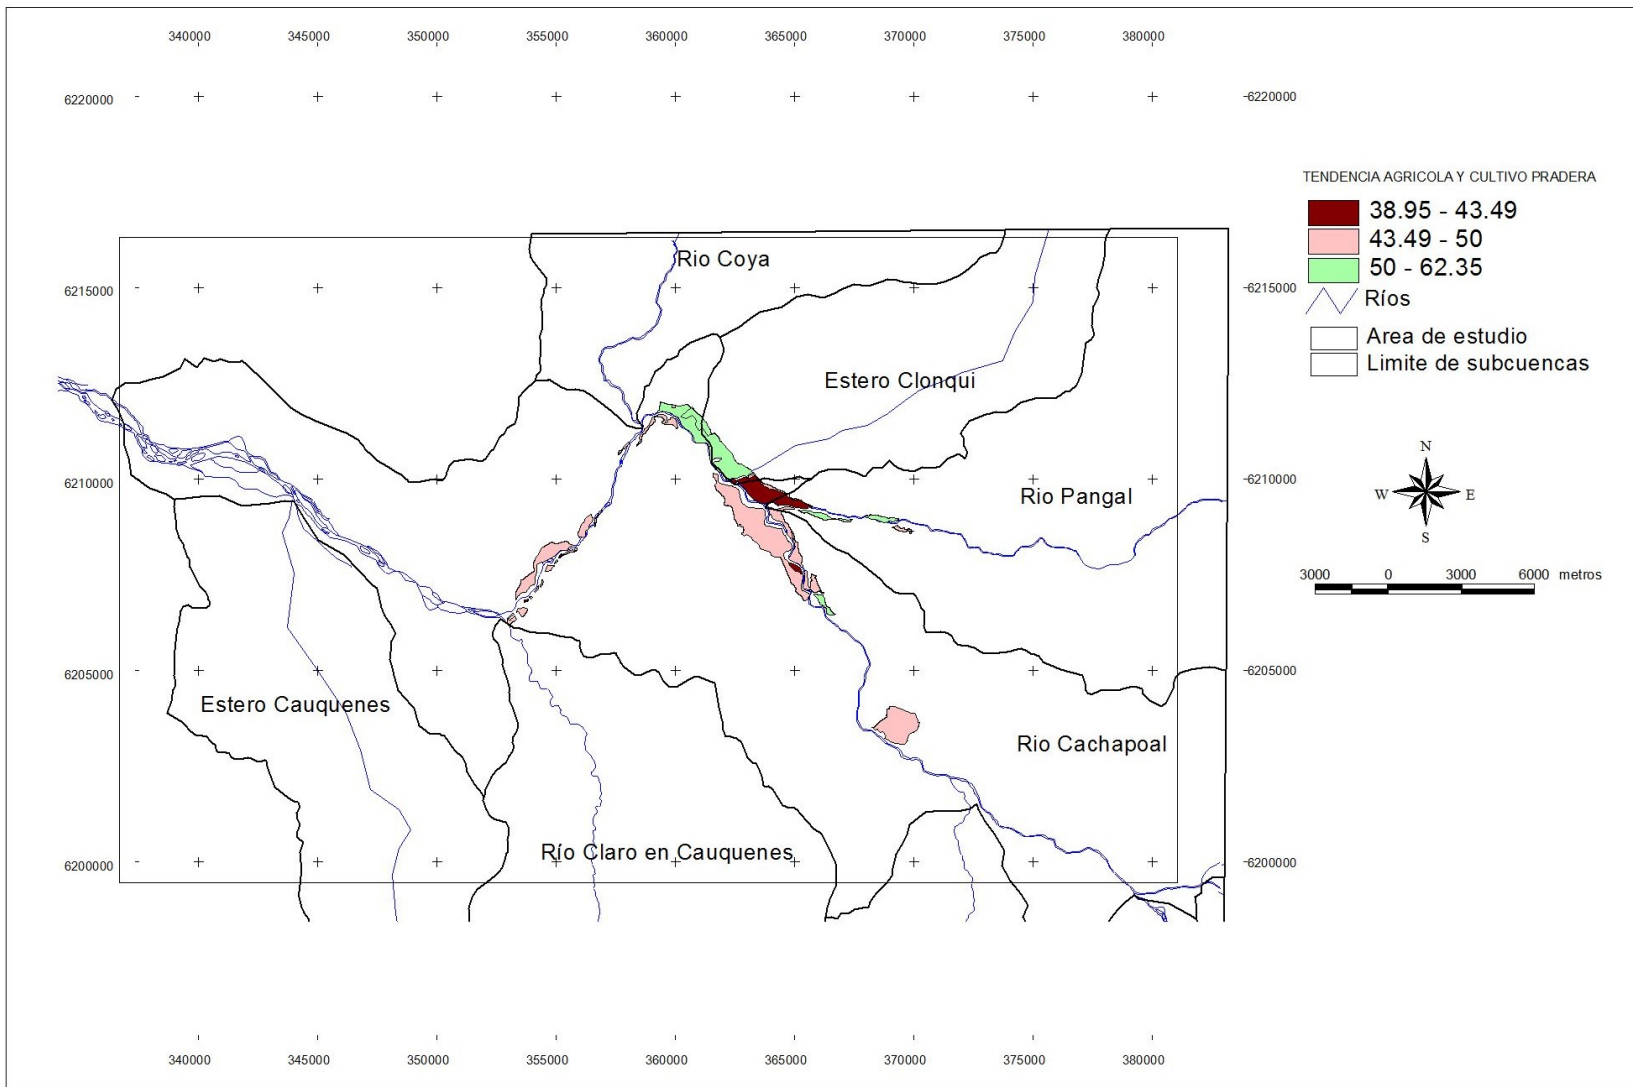 340000 345000 350000 355000 360000 365000 370000 375000 380000
6220000 6220000
TENDENCIA AGRICOLA Y CULTIVO PRADERA
38.95 - 43.49
43.49 - 50
50 - 62.35
Ríos
Area de estudio
Limite de subcuencas
Rio Coya
6215000 6215000
Estero Clonqui
N
W E
S
6210000 6210000
Rio Pangal
3000 0 3000 6000 metros
6205000 6205000
Estero Cauquenes
Rio Cachapoal
Río Claro en Cauquenes
6200000 6200000
340000 345000 350000 355000 360000 365000 370000 375000 380000